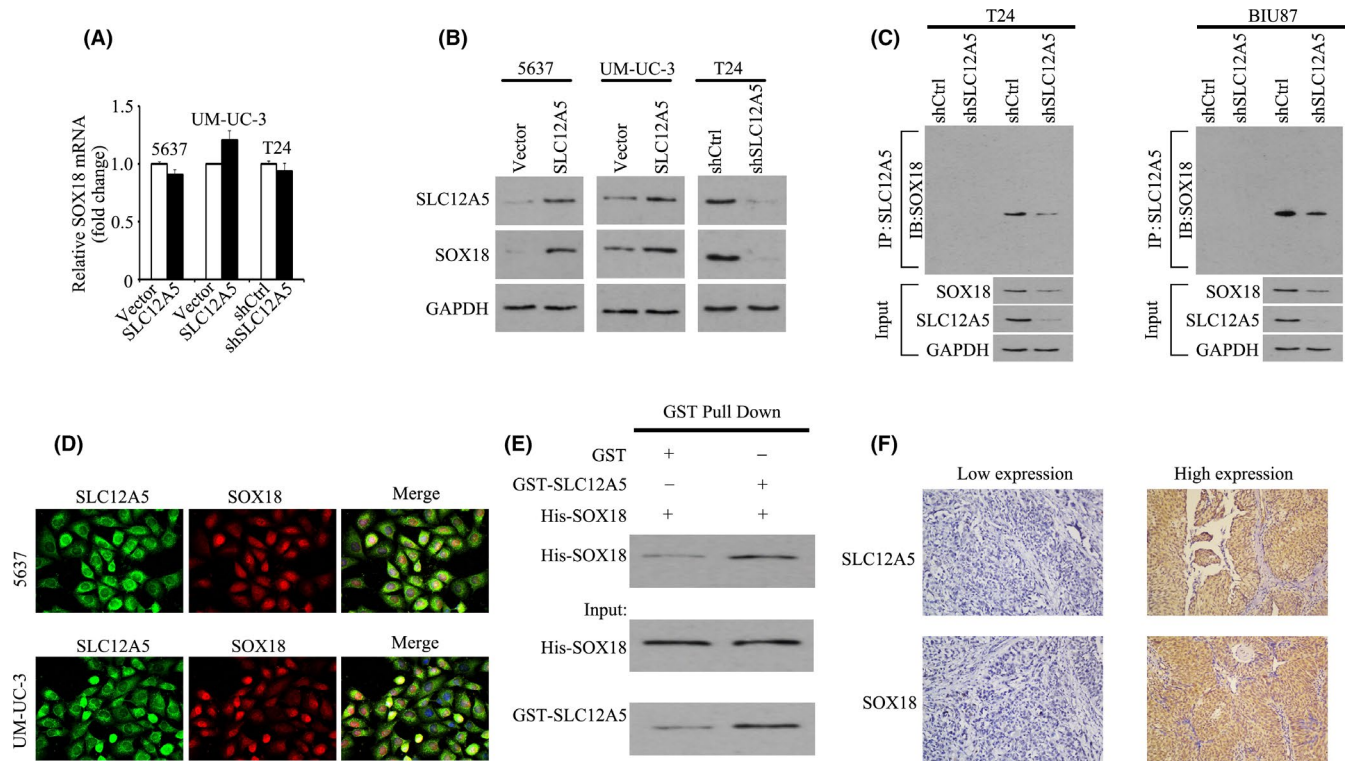 (A)
Relative SOX18 mRNA
(fold change)
1.5
1.0
0.5
0
5637
UM-UC-3
T24
Vector
SLC12A5
Vector
SLC12A5
shCtrl
shSLC12A5
(B)
5637
UM-UC-3
T24
Vector
SLC12A5
Vector
SLC12A5
shCtrl
shSLC12A5
SLC12A5
SOX18
GAPDH
(C)
T24
shCtrl
shSLC12A5
shCtrl
shSLC12A5
IP:SLC12A5
IB:SOX18
Input
SOX18
SLC12A5
GAPDH
BIU87
shCtrl
shSLC12A5
shCtrl
shSLC12A5
IP:SLC12A5
IB:SOX18
Input
SOX18
SLC12A5
GAPDH
(D)
SLC12A5 SOX18 Merge
5637
SLC12A5 SOX18 Merge
UM-UC-3
(E)
GST Pull Down
GST + −
GST-SLC12A5 − +
His-SOX18 + +
His-SOX18
Input:
His-SOX18
GST-SLC12A5
(F)
Low expression High expression
SLC12A5
SOX18